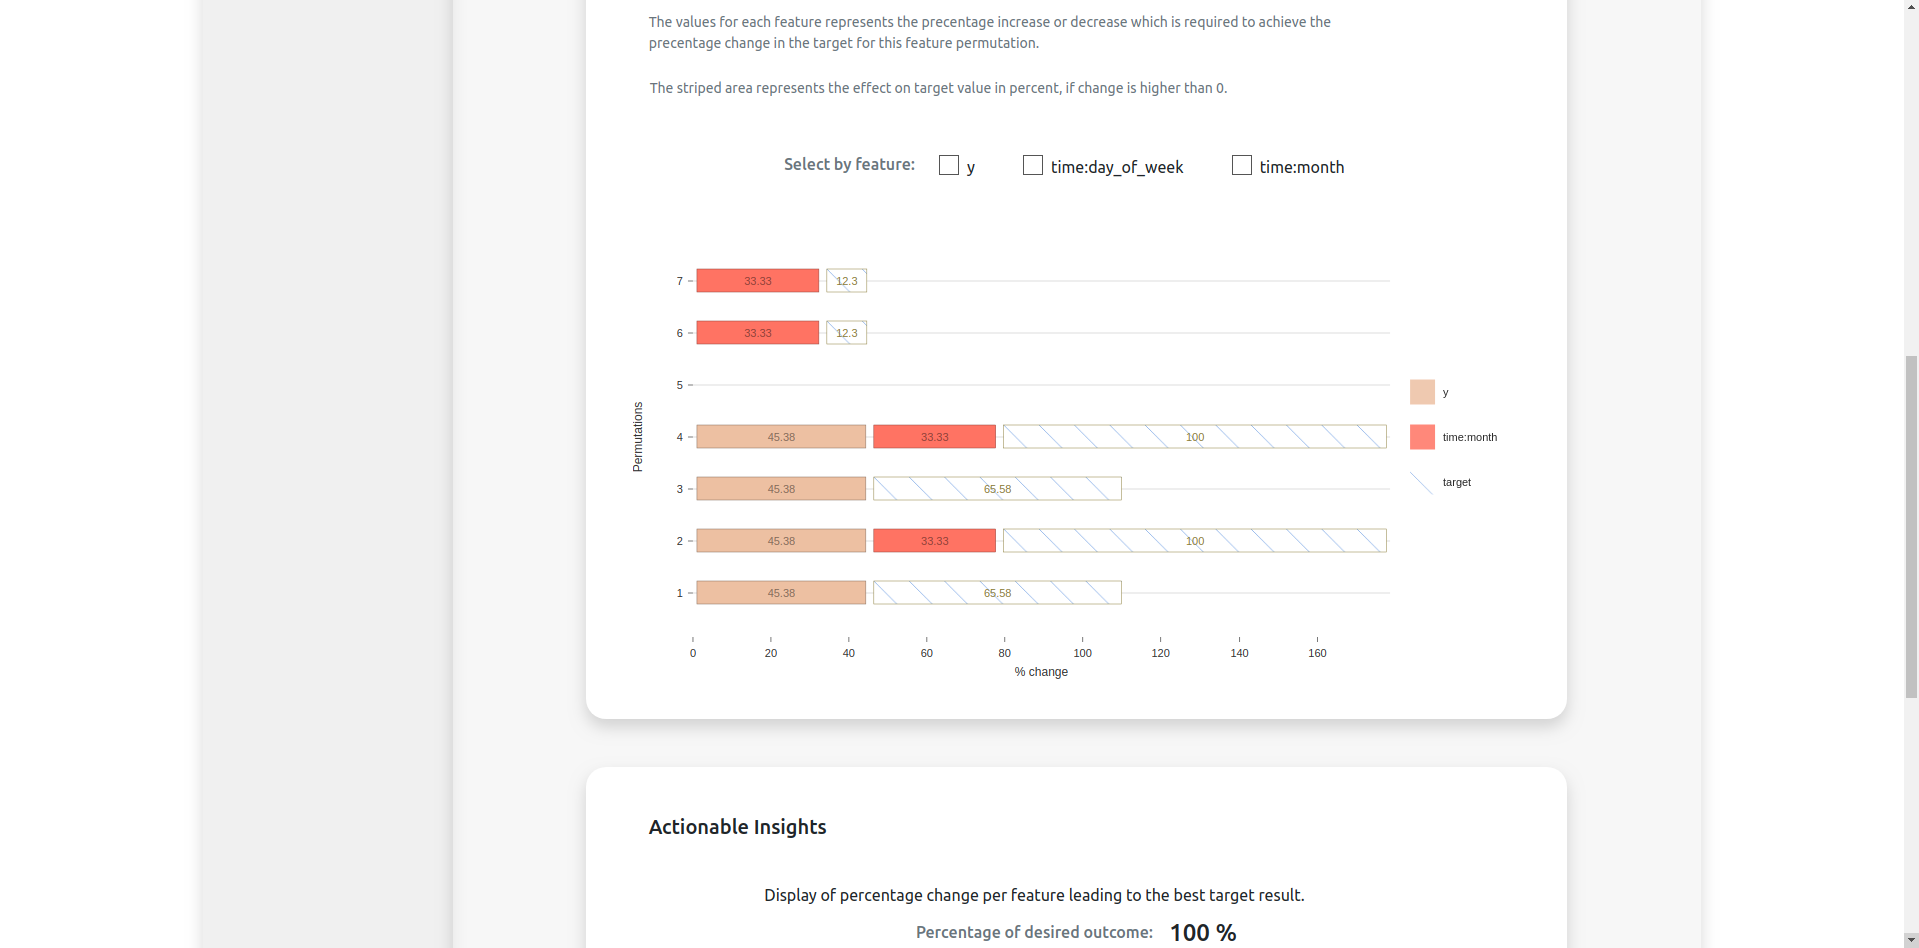 The values for each feature represents the precentage increase or decrease which is required to achieve the
precentage change in the target for this feature permutation.
The striped area represents the effect on target value in percent, if change is higher than 0.
Select by feature: y time:day_of_week time:month
7 33.33 12.3
6 33.33 12.3
5
4 45.38 33.33 100
3 45.38 65.58
2 45.38 33.33 100
1 45.38 65.58
Permutations
0 20 40 60 80 100 120 140 160
% change
y
time:month
target
Actionable Insights
Display of percentage change per feature leading to the best target result.
Percentage of desired outcome: 100 %